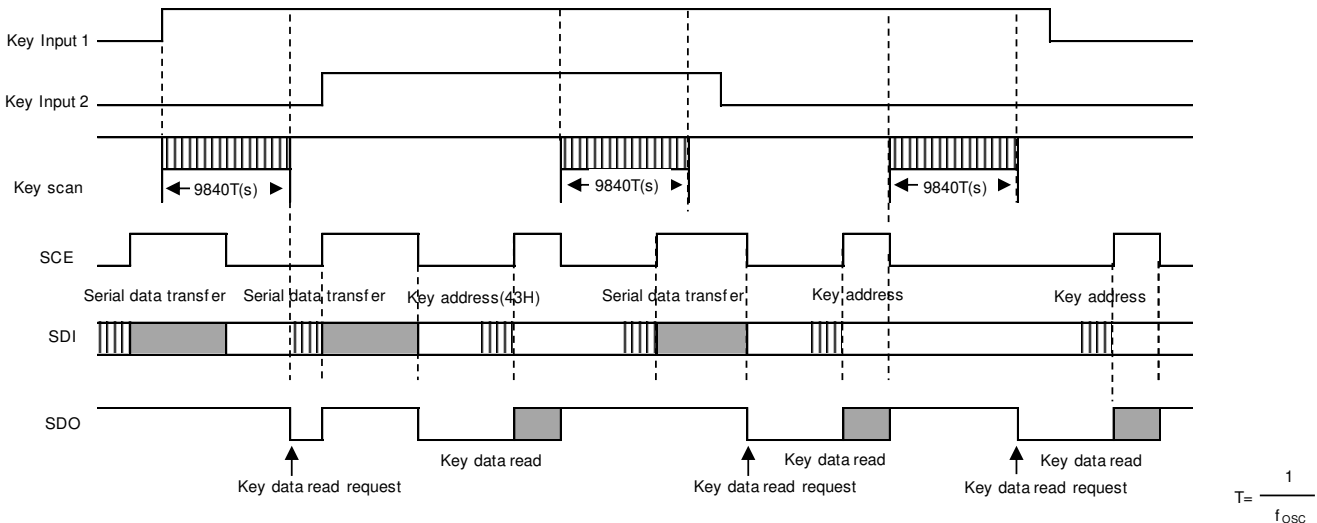 Key Input 1
Key Input 2
Key scan
9840T(s) 9840T(s) 9840T(s)
SCE
Serial data transfer Serial data transfer Key address(43H) Serial data transfer Key address Key address
SDI
SDO
Key data read Key data read Key data read
Key data read request Key data read request Key data read request
T= 1
fOSC